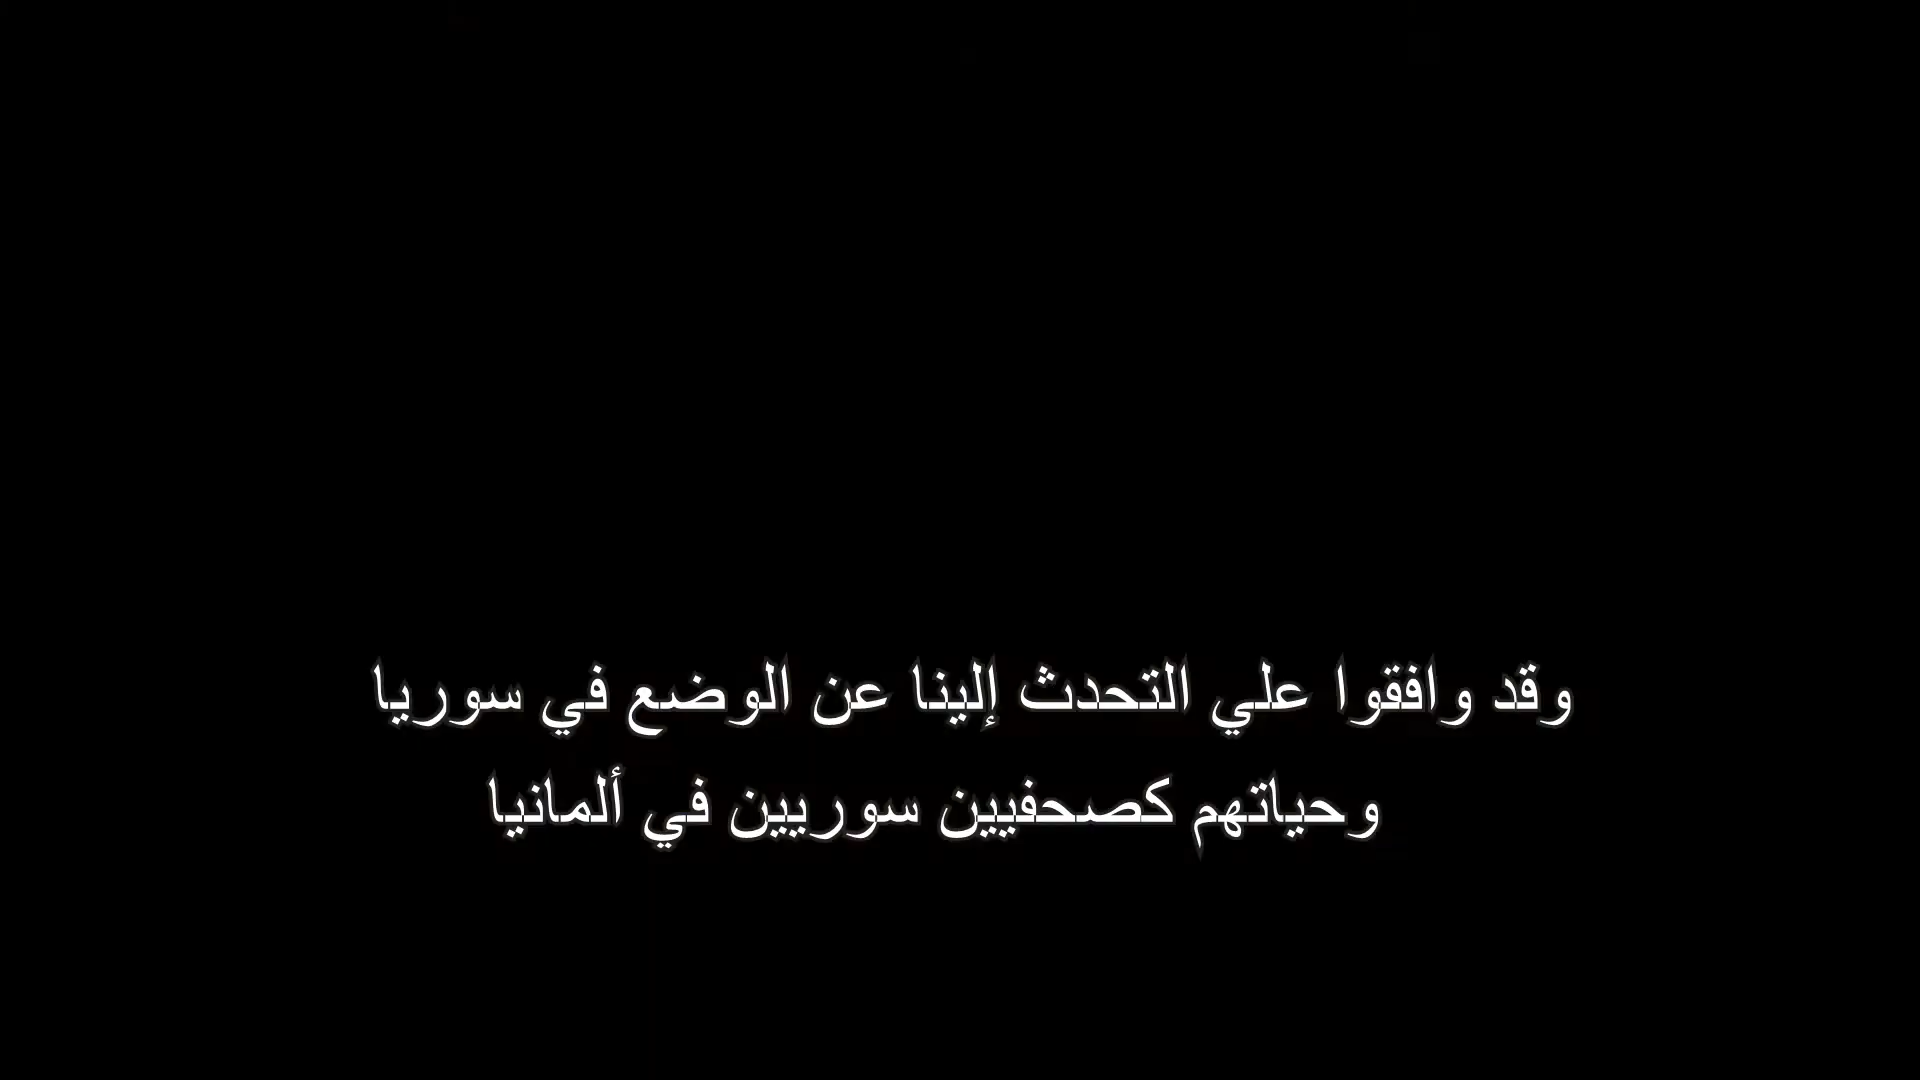 وقد وافقوا علي التحدث إلينا عن الوضع في سوريا
وحياتهم كصحفيين سوريين في ألمانيا